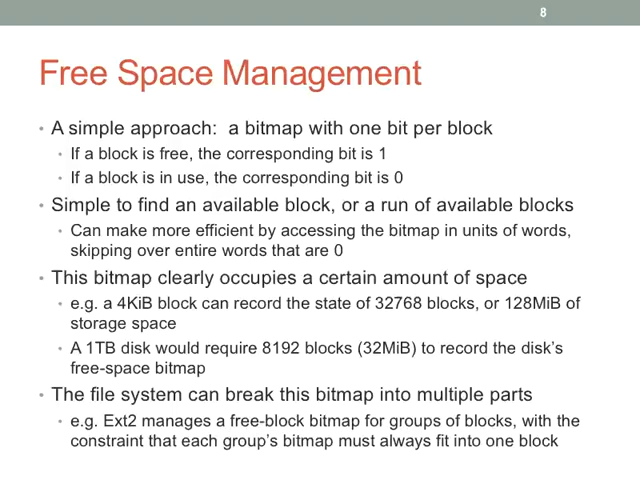 8
Free Space Management
• A simple approach: a bitmap with one bit per block
• If a block is free, the corresponding bit is 1
• If a block is in use, the corresponding bit is 0
• Simple to find an available block, or a run of available blocks
• Can make more efficient by accessing the bitmap in units of words,
skipping over entire words that are 0
• This bitmap clearly occupies a certain amount of space
• e.g. a 4KiB block can record the state of 32768 blocks, or 128MiB of
storage space
• A 1TB disk would require 8192 blocks (32MiB) to record the disk's
free-space bitmap
• The file system can break this bitmap into multiple parts
• e.g. Ext2 manages a free-block bitmap for groups of blocks, with the
constraint that each group's bitmap must always fit into one block